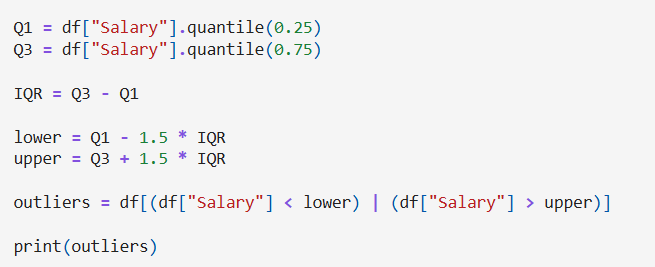 Q1 = df["Salary"].quantile(0.25)
Q3 = df["Salary"].quantile(0.75)
IQR = Q3 - Q1
lower = Q1 - 1.5 * IQR
upper = Q3 + 1.5 * IQR
outliers = df[(df["Salary"] < lower) | (df["Salary"] > upper)]
print(outliers)